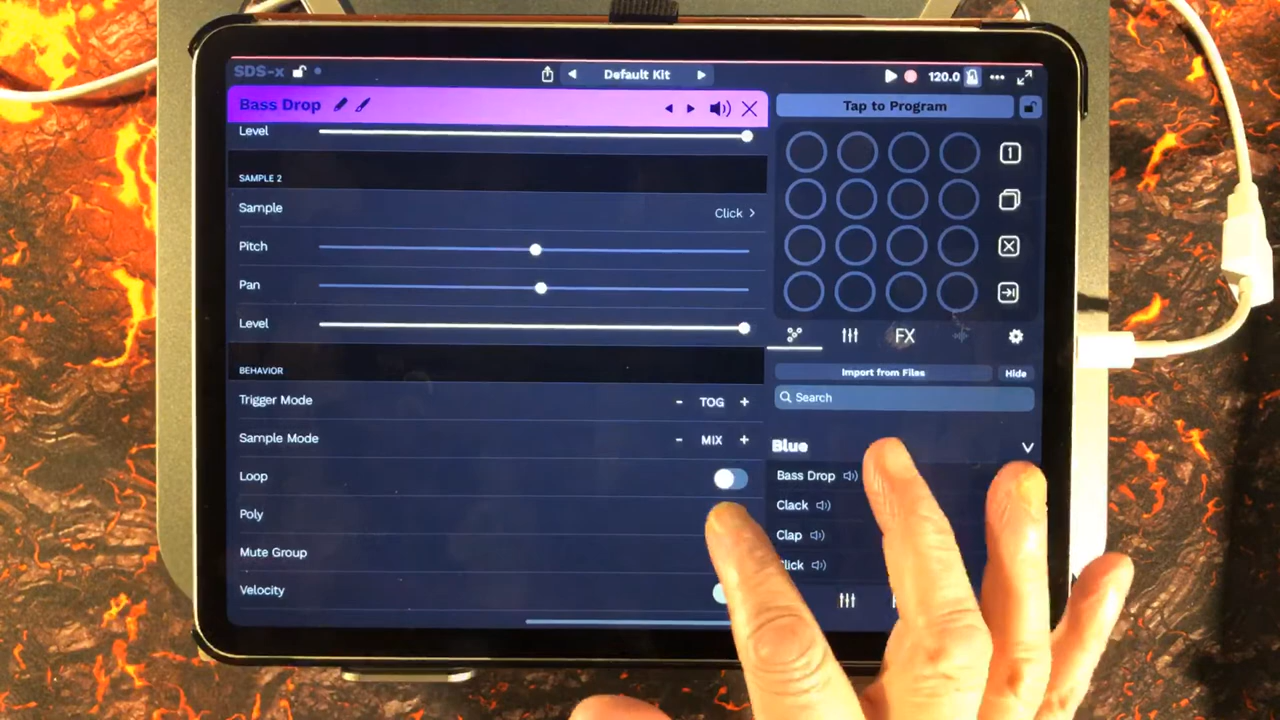 SDS-x
Default Kit
120.0
Bass Drop
Tap to Program
Level
1
SAMPLE 2
Sample
Click
Pitch
Pan
Level
FX
BEHAVIOR
Import from Files
Hide
Trigger Mode
- TOG +
Search
Sample Mode
- MIX +
Blue
Loop
Bass Drop
Poly
Clack
Clap
Mute Group
Velocity